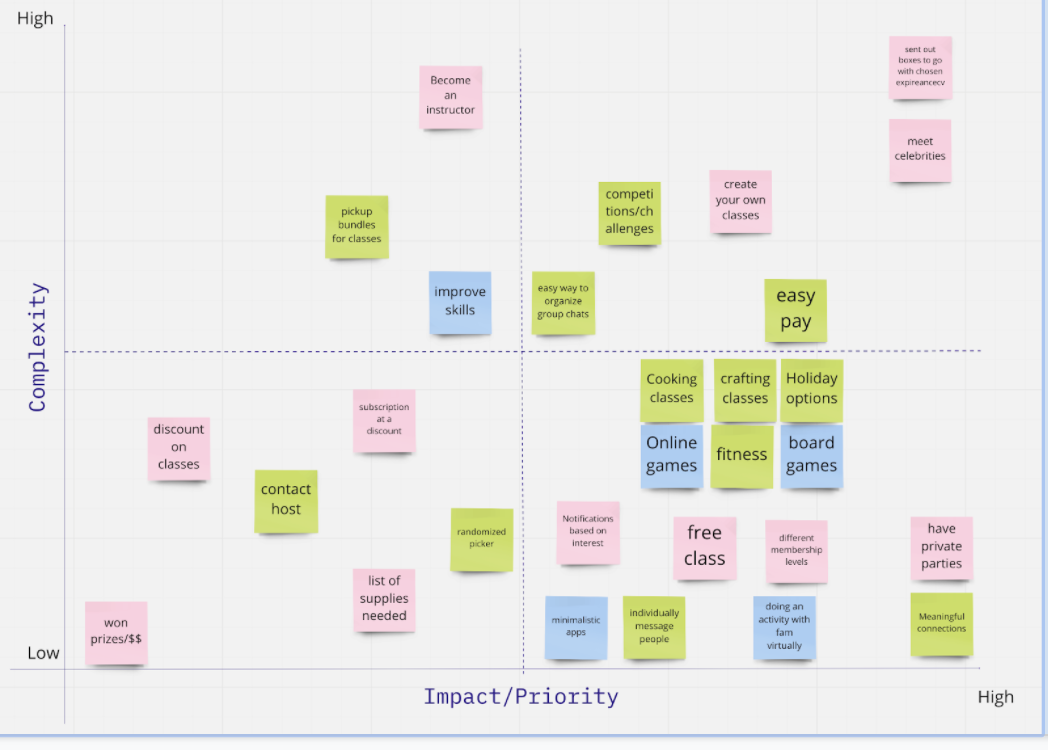 High
sent out
boxes to go
with chosen
expireancecv
Become
an
instructor
meet
celebrities
create
your own
classes
competi
tions/ch
allenges
pickup
bundles
for classes
improve
skills
easy way to
organize
group chats
easy
pay
Complexity
Cooking
classes
crafting
classes
Holiday
options
subscription
at a
discount
discount
on
classes
Online
games
fitness
board
games
contact
host
randomized
picker
Notifications
based on
interest
free
class
different
membership
levels
have
private
parties
list of
supplies
needed
won
prizes/$$
minimalistic
apps
individually
message
people
doing an
activity with
fam
virtually
Meaningful
connections
Low
Impact/Priority
High